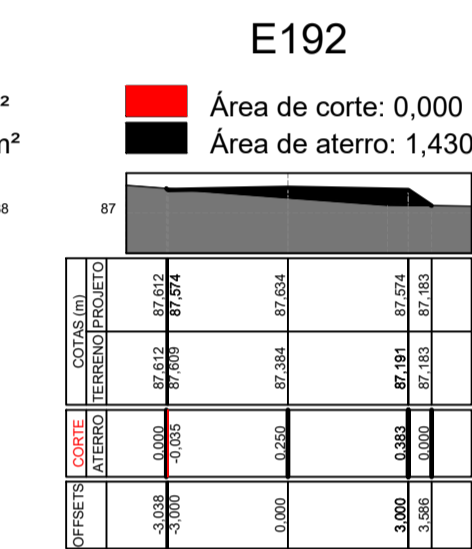 E192
²
m²
Área de corte: 0,000
Área de aterro: 1,430
87
COTAS (m)
PROJETO
87,612
87,574
87,634
87,574
87,183
TERRENO
87,612
87,609
87,384
87,191
87,183
CORTE
ATERRO
0.000
-0,035
0.250
0.383
0.000
OFFSETS
-3,038
-3,000
0,000
3,000
3,586